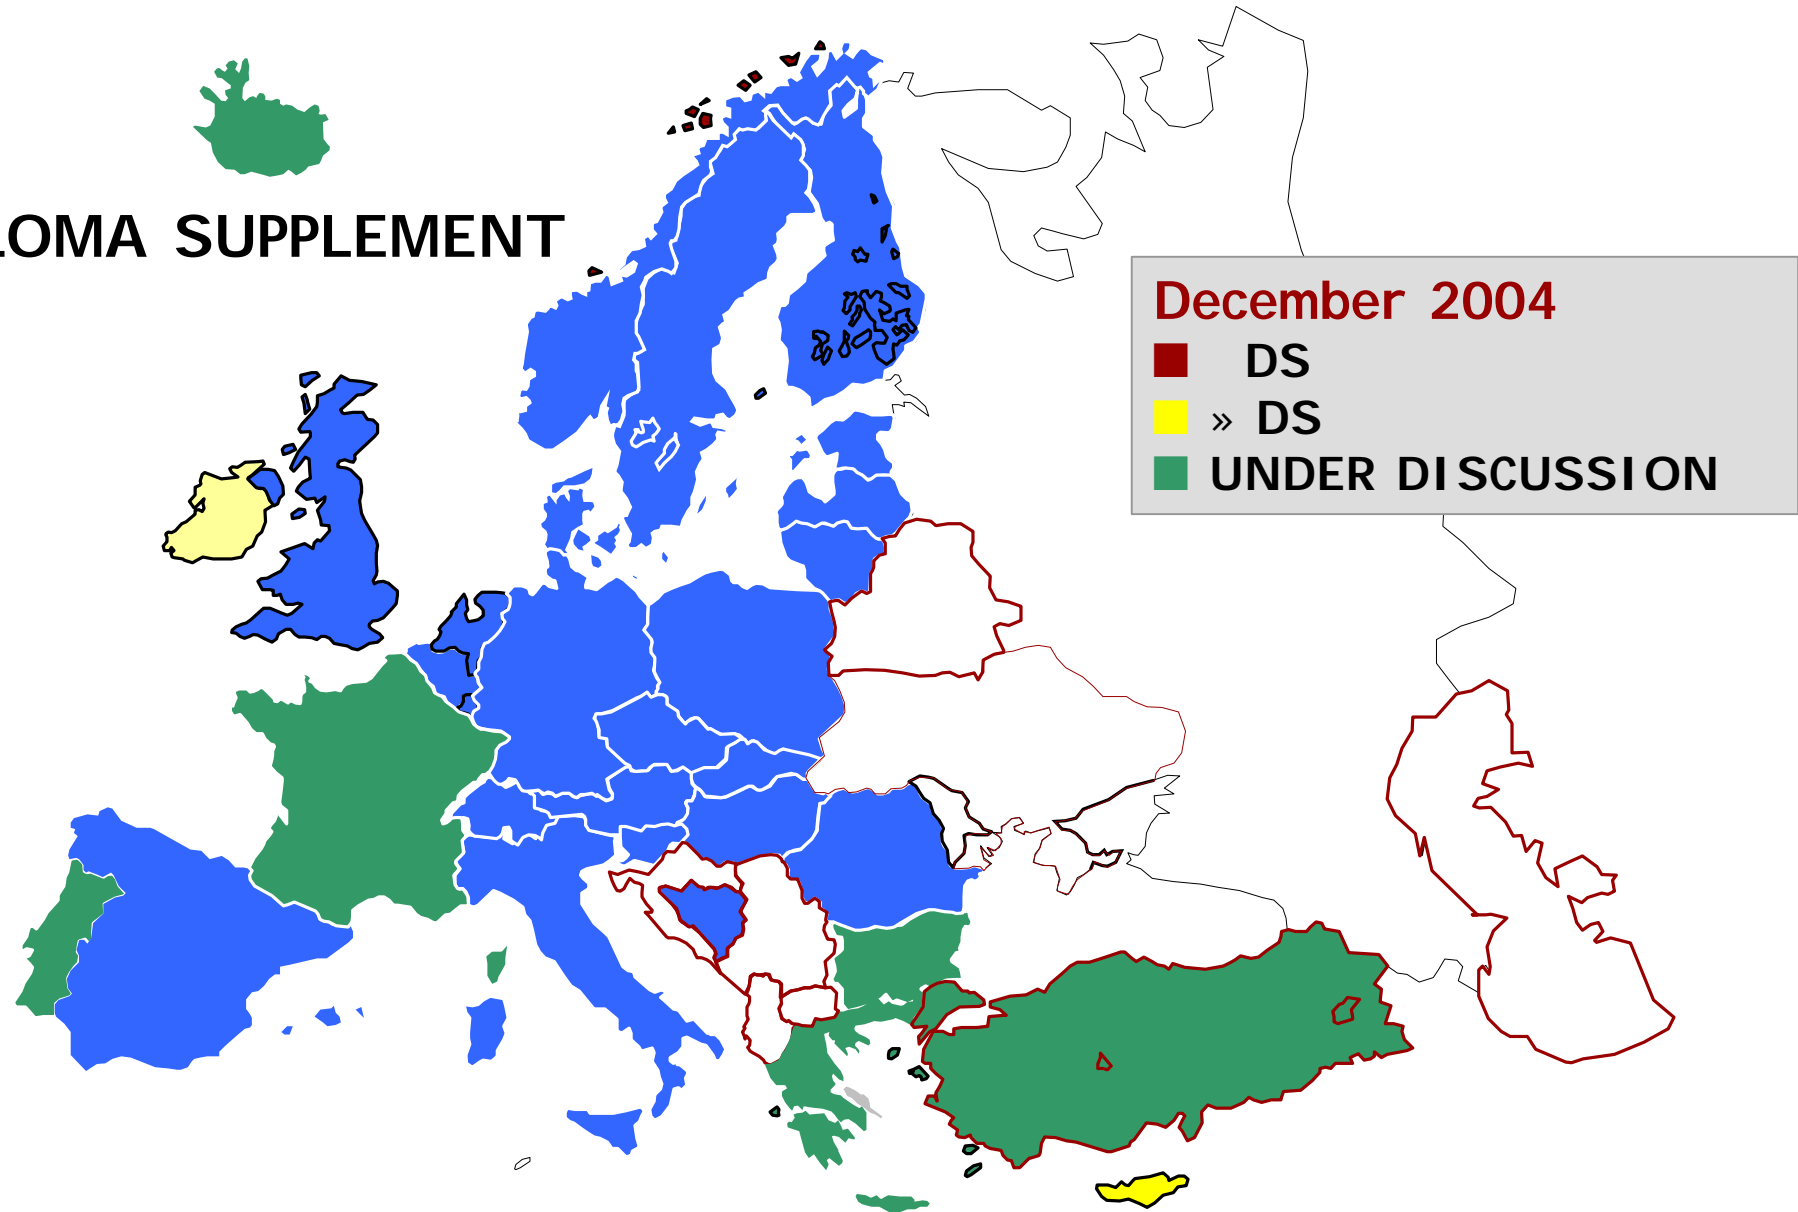 LOMA SUPPLEMENT
December 2004
DS
» DS
UNDER DISCUSSION